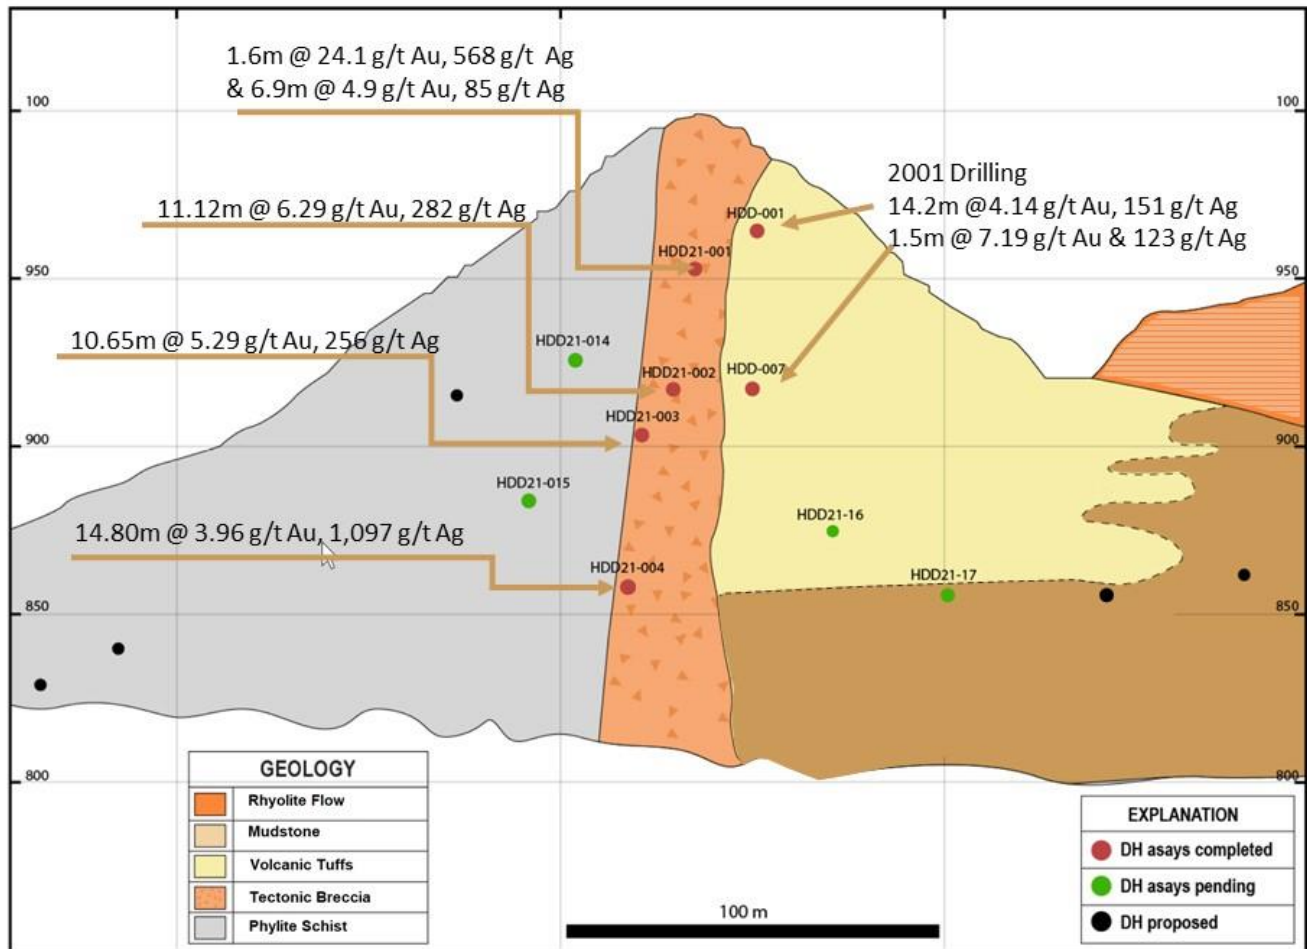 1.6m @ 24.1 g/t Au, 568 g/t Ag
& 6.9m @ 4.9 g/t Au, 85 g/t Ag
100
100
2001 Drilling
14.2m @4.14 g/t Au, 151 g/t Ag
1.5m @ 7.19 g/t Au & 123 g/t Ag
11.12m @ 6.29 g/t Au, 282 g/t Ag
HDD-001
HDD21-001
950
950
10.65m @ 5.29 g/t Au, 256 g/t Ag
HDD21-014
HDD21-002
HDD-007
HDD21-003
900
900
HDD21-015
14.80m @ 3.96 g/t Au, 1,097 g/t Ag
HDD21-16
HDD21-004
HDD21-17
850
850
800
800
GEOLOGY
Rhyolite Flow
Mudstone
Volcanic Tuffs
Tectonic Breccia
Phylite Schist
100 m
EXPLANATION
DH asays completed
DH asays pending
DH proposed